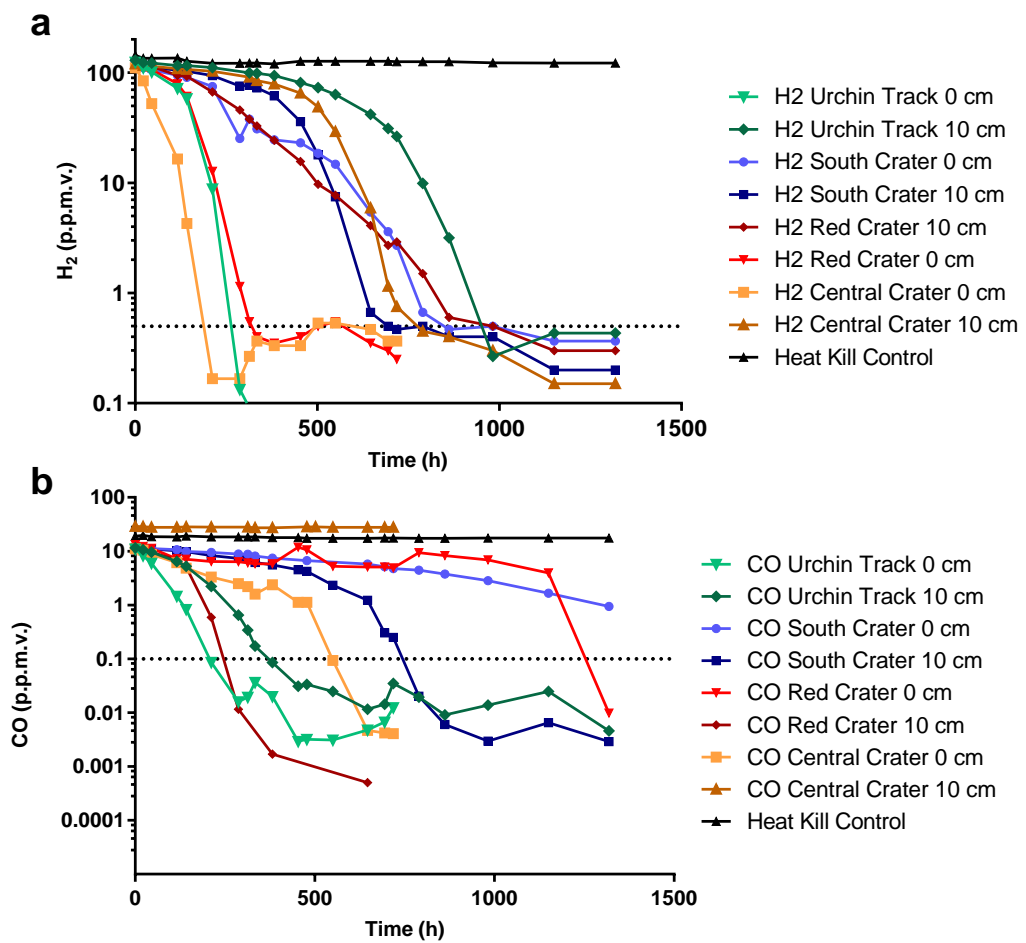 a
100
10
1
0.1
H₂ (p.p.m.v.)
0
500
1000
1500
Time (h)
H2 Urchin Track 0 cm
H2 Urchin Track 10 cm
H2 South Crater 0 cm
H2 South Crater 10 cm
H2 Red Crater 10 cm
H2 Red Crater 0 cm
H2 Central Crater 0 cm
H2 Central Crater 10 cm
Heat Kill Control
b
100
10
1
0.1
0.01
0.001
0.0001
CO (p.p.m.v.)
0
500
1000
1500
Time (h)
CO Urchin Track 0 cm
CO Urchin Track 10 cm
CO South Crater 0 cm
CO South Crater 10 cm
CO Red Crater 0 cm
CO Red Crater 10 cm
CO Central Crater 0 cm
CO Central Crater 10 cm
Heat Kill Control